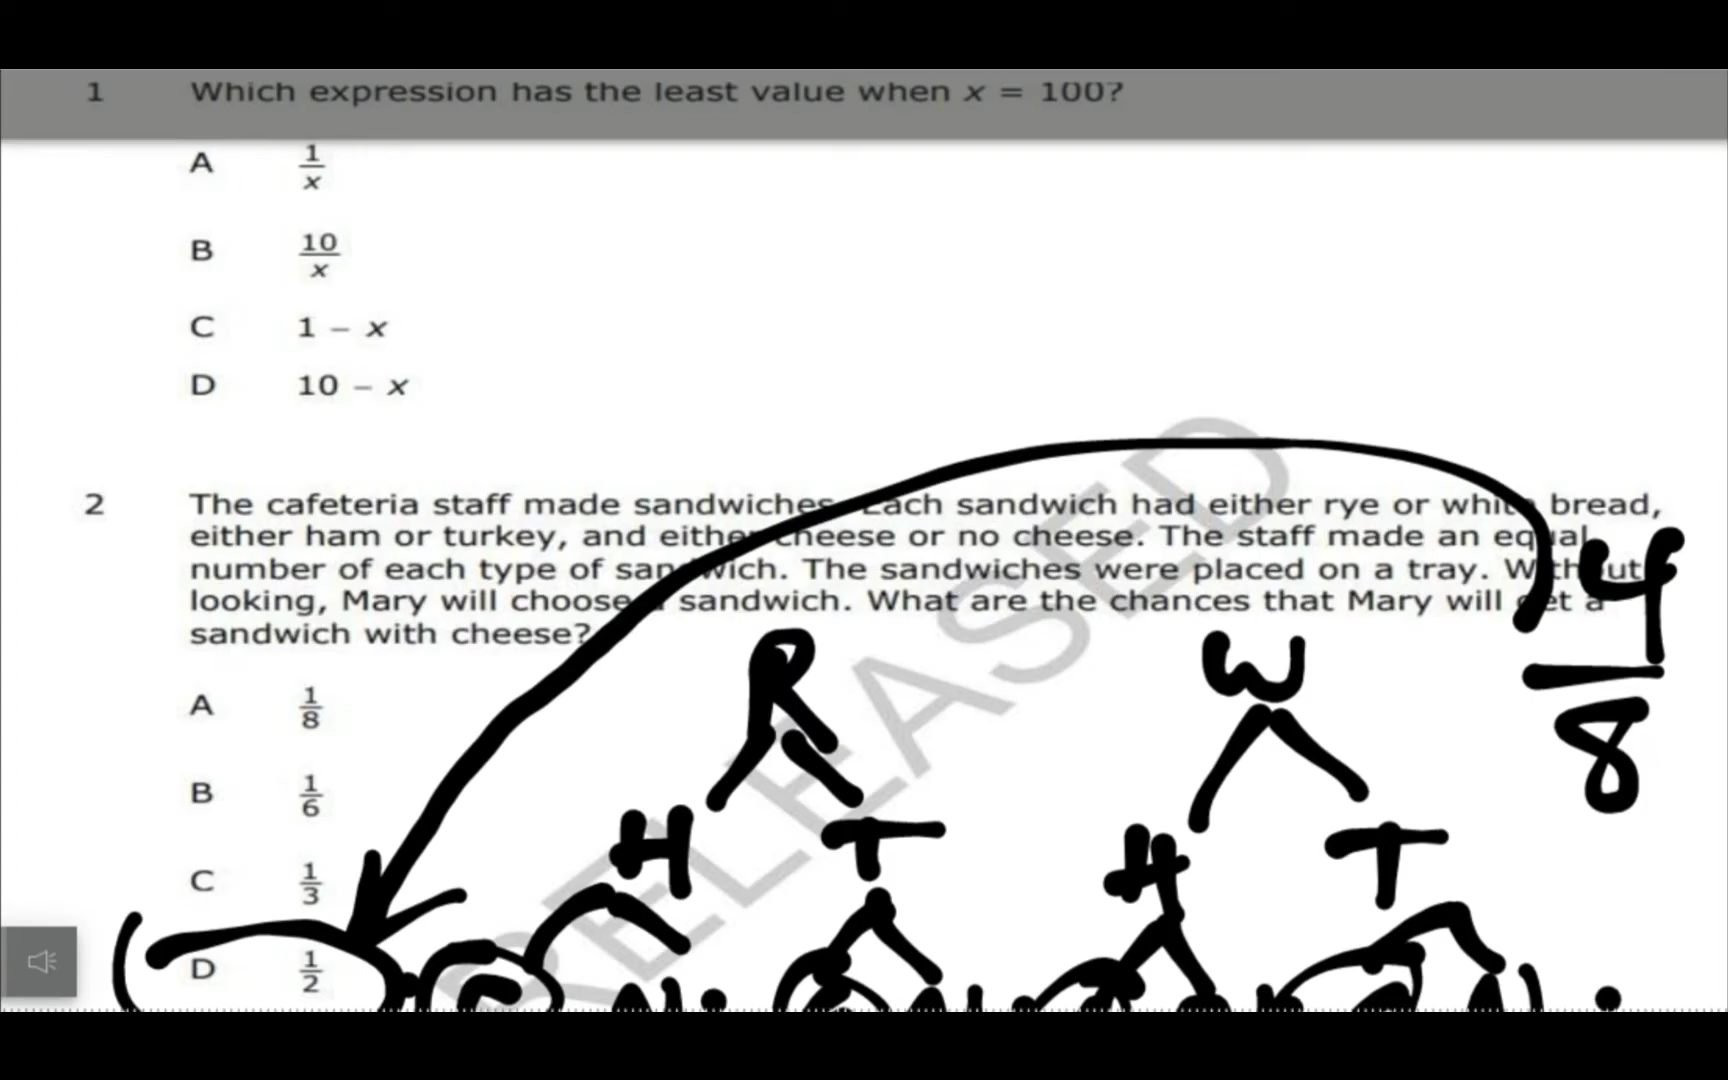 1 Which expression has the least value when x = 100?
A 1/x
B 10/x
C 1 – x
D 10 – x
2 The cafeteria staff made sandwiches. Each sandwich had either rye or white bread,
either ham or turkey, and either cheese or no cheese. The staff made an equal
number of each type of sandwich. The sandwiches were placed on a tray. Without
looking, Mary will choose a sandwich. What are the chances that Mary will get a
sandwich with cheese?
4/8
R W
A 1/8
B 1/6
H T H T
C 1/3
D 1/2
RELEASED